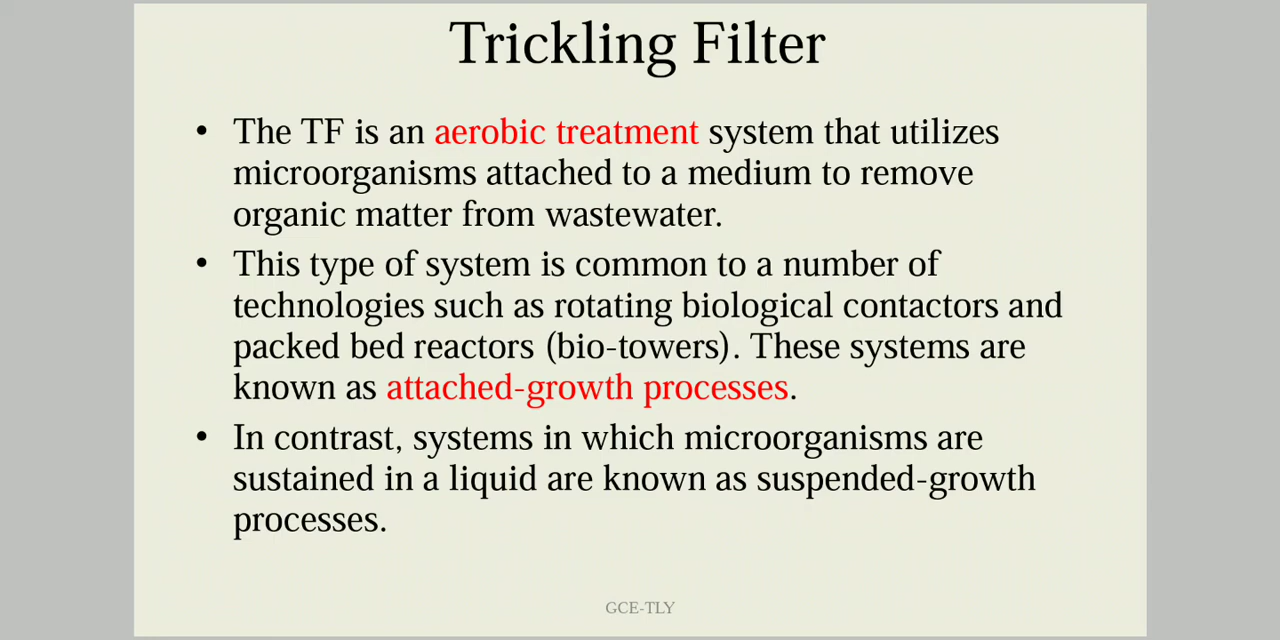 Trickling Filter
• The TF is an aerobic treatment system that utilizes
microorganisms attached to a medium to remove
organic matter from wastewater.
• This type of system is common to a number of
technologies such as rotating biological contactors and
packed bed reactors (bio-towers). These systems are
known as attached-growth processes.
• In contrast, systems in which microorganisms are
sustained in a liquid are known as suspended-growth
processes.
GCE-TLY